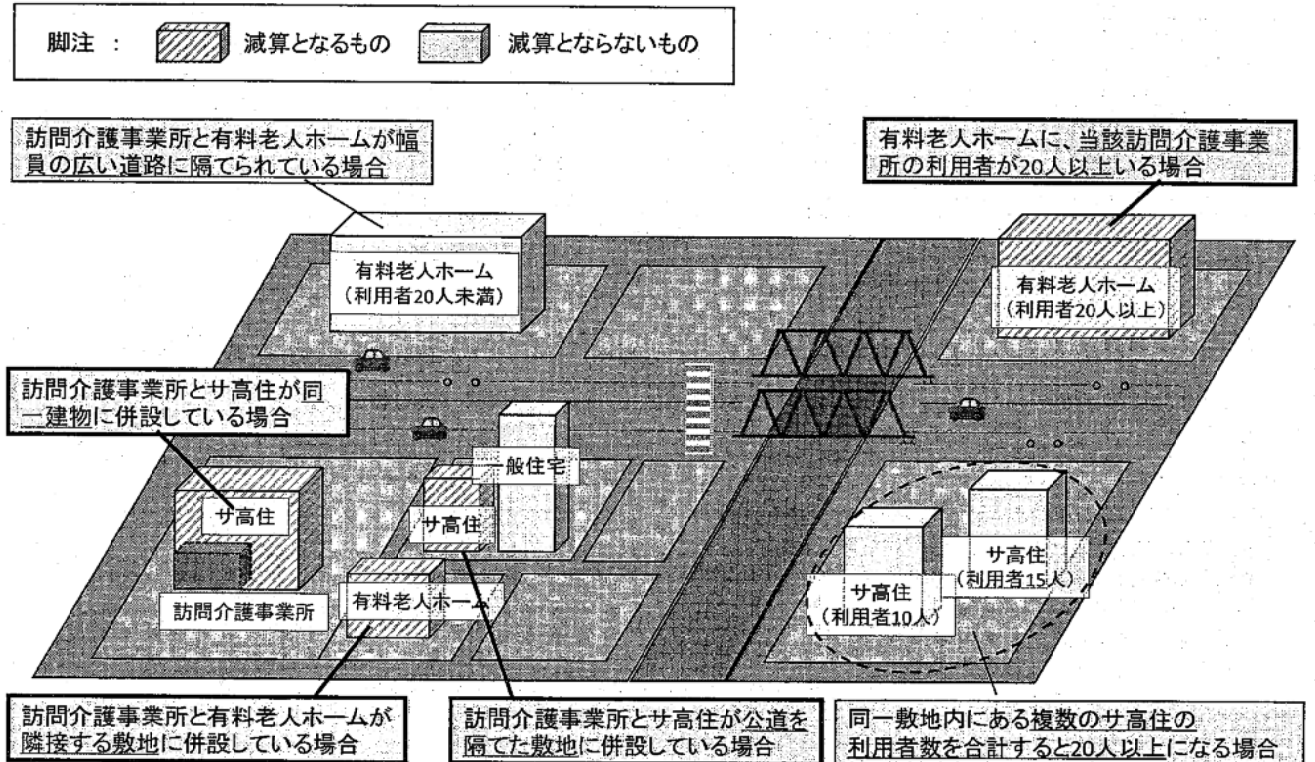 脚注 ： 減算となるもの 減算とならないもの
訪問介護事業所と有料老人ホームが幅
員の広い道路に隔てられている場合
有料老人ホームに、当該訪問介護事業
所の利用者が20人以上いる場合
有料老人ホーム
（利用者20人未満）
有料老人ホーム
（利用者20人以上）
訪問介護事業所とサ高住が同
一建物に併設している場合
一般住宅
サ高住
サ高住
訪問介護事業所
有料老人ホーム
サ高住
（利用者15人）
サ高住
（利用者10人）
訪問介護事業所と有料老人ホームが
隣接する敷地に併設している場合
訪問介護事業所とサ高住が公道を
隔てた敷地に併設している場合
同一敷地内にある複数のサ高住の
利用者数を合計すると20人以上になる場合